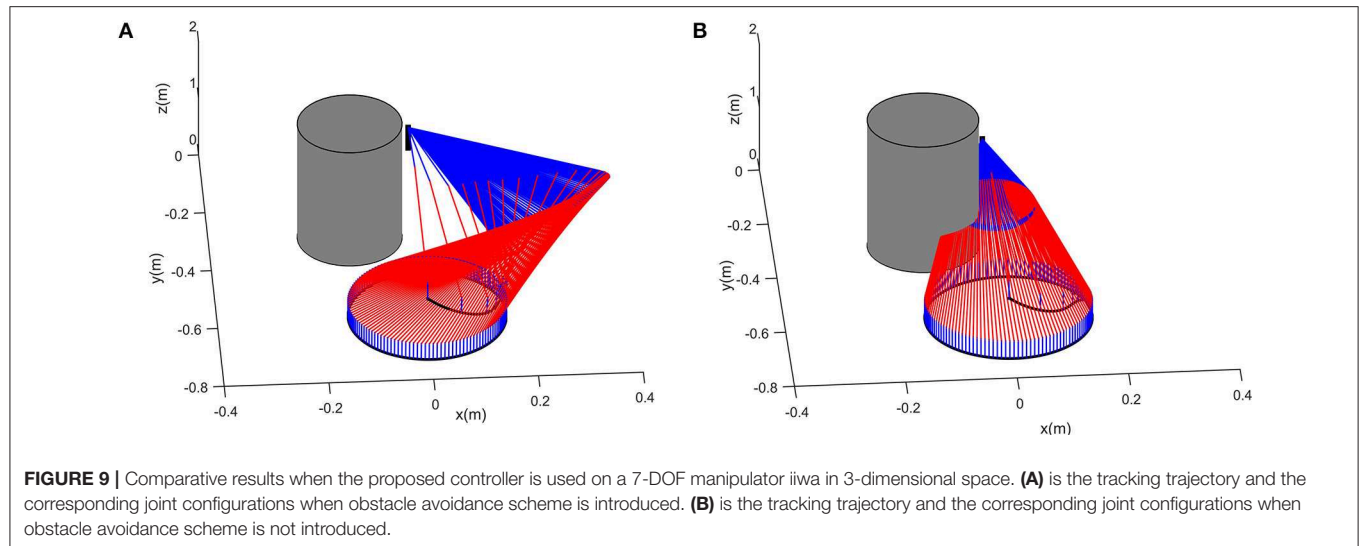 A
B
2
1
0
z(m)
0
-0.2
-0.4
-0.6
-0.8
y(m)
-0.4
-0.2
0
0.2
0.4
x(m)
2
1
0
z(m)
0
-0.2
-0.4
-0.6
-0.8
y(m)
-0.4
-0.2
0
0.2
0.4
x(m)
FIGURE 9 | Comparative results when the proposed controller is used on a 7-DOF manipulator iiwa in 3-dimensional space. (A) is the tracking trajectory and the
corresponding joint configurations when obstacle avoidance scheme is introduced. (B) is the tracking trajectory and the corresponding joint configurations when
obstacle avoidance scheme is not introduced.